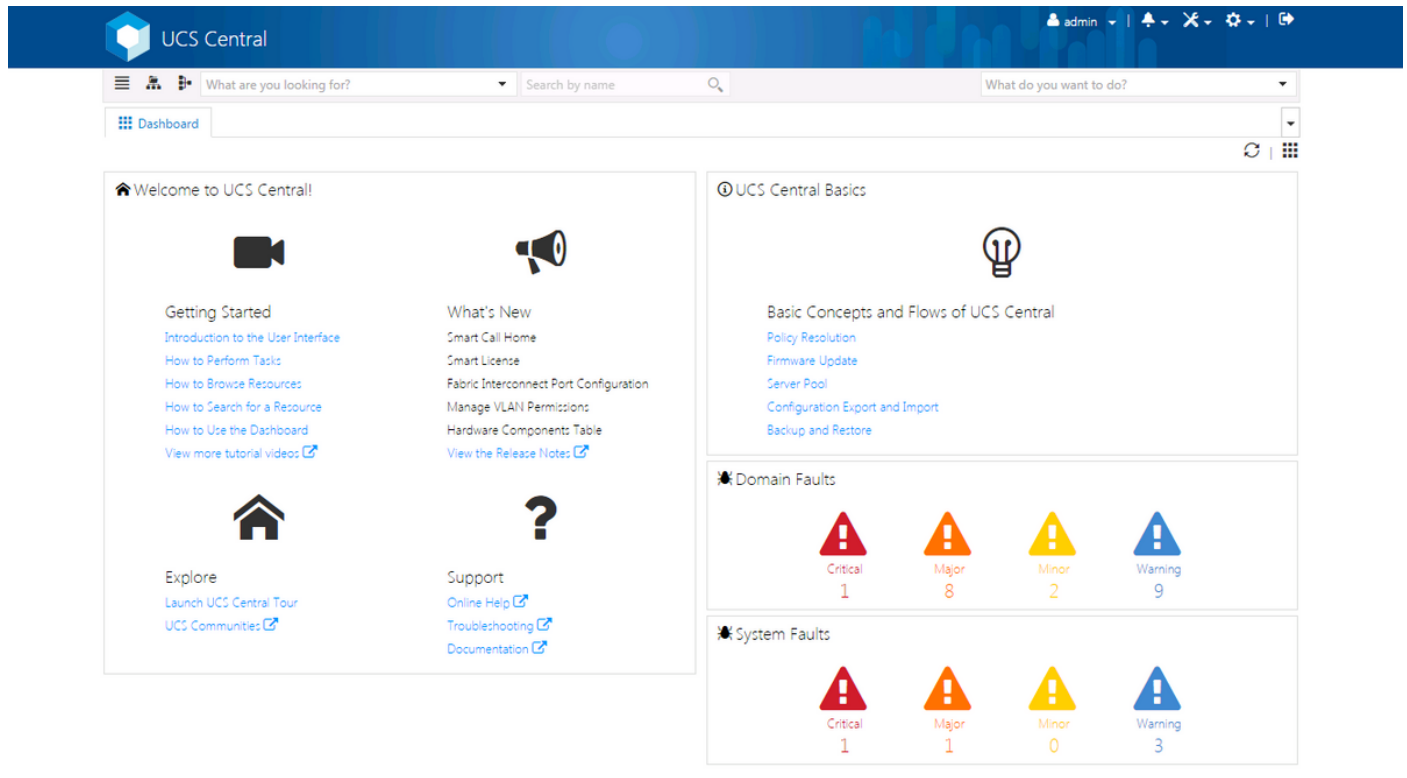 UCS Central
admin
What are you looking for?
Search by name
What do you want to do?
Dashboard
Welcome to UCS Central!
Getting Started
Introduction to the User Interface
How to Perform Tasks
How to Browse Resources
How to Search for a Resource
How to Use the Dashboard
View more tutorial videos
What's New
Smart Call Home
Smart License
Fabric Interconnect Port Configuration
Manage VLAN Permissions
Hardware Components Table
View the Release Notes
Explore
Launch UCS Central Tour
UCS Communities
Support
Online Help
Troubleshooting
Documentation
UCS Central Basics
Basic Concepts and Flows of UCS Central
Policy Resolution
Firmware Update
Server Pool
Configuration Export and Import
Backup and Restore
Domain Faults
Critical Major Minor Warning
1 8 2 9
System Faults
Critical Major Minor Warning
1 1 0 3